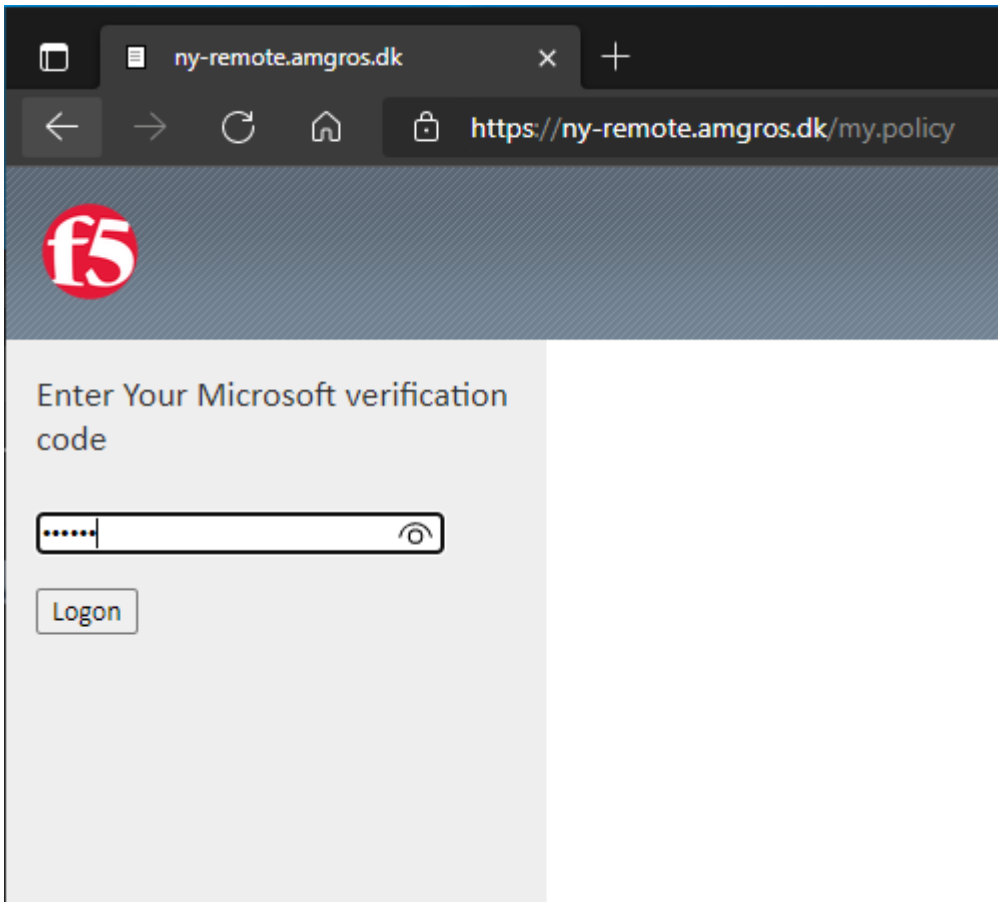 ny-remote.amgros.dk
https://ny-remote.amgros.dk/my.policy
f5
Enter Your Microsoft verification
code
••••••
Logon